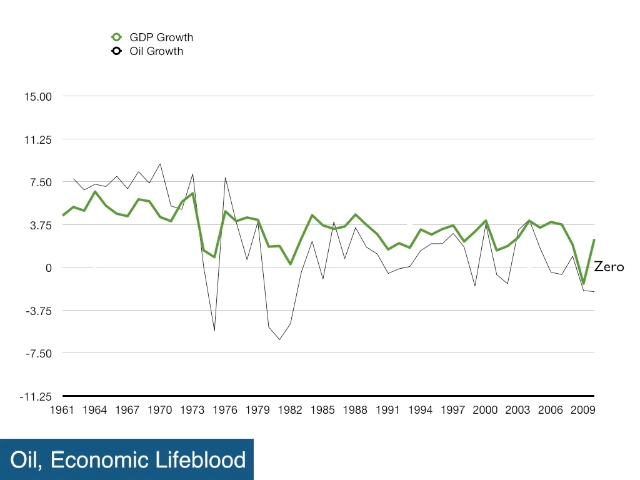 GDP Growth
Oil Growth
15.00
11.25
7.50
3.75
0
Zero
-3.75
-7.50
-11.25
1961 1964 1967 1970 1973 1976 1979 1982 1985 1988 1991 1994 1997 2000 2003 2006 2009
Oil, Economic Lifeblood